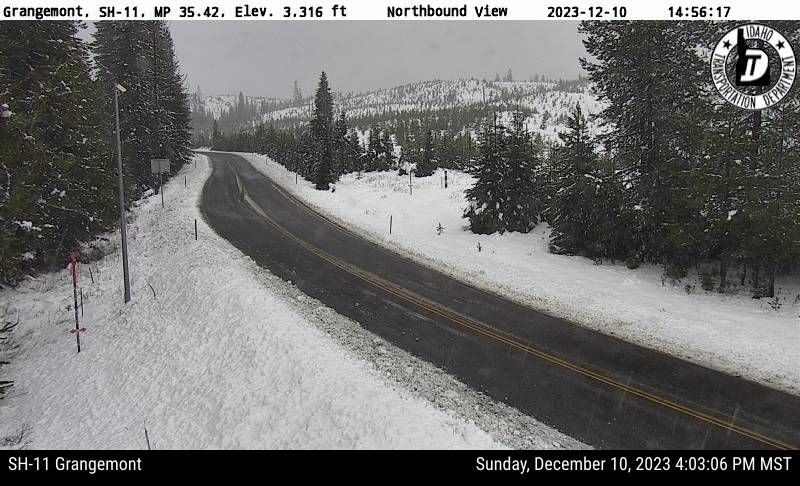 Grangemont, SH-11, MP 35.42, Elev. 3,316 ft Northbound View 2023-12-10 14:56:17
IDAHO
TRANSPORTATION DEPARTMENT
SH-11 Grangemont Sunday, December 10, 2023 4:03:06 PM MST